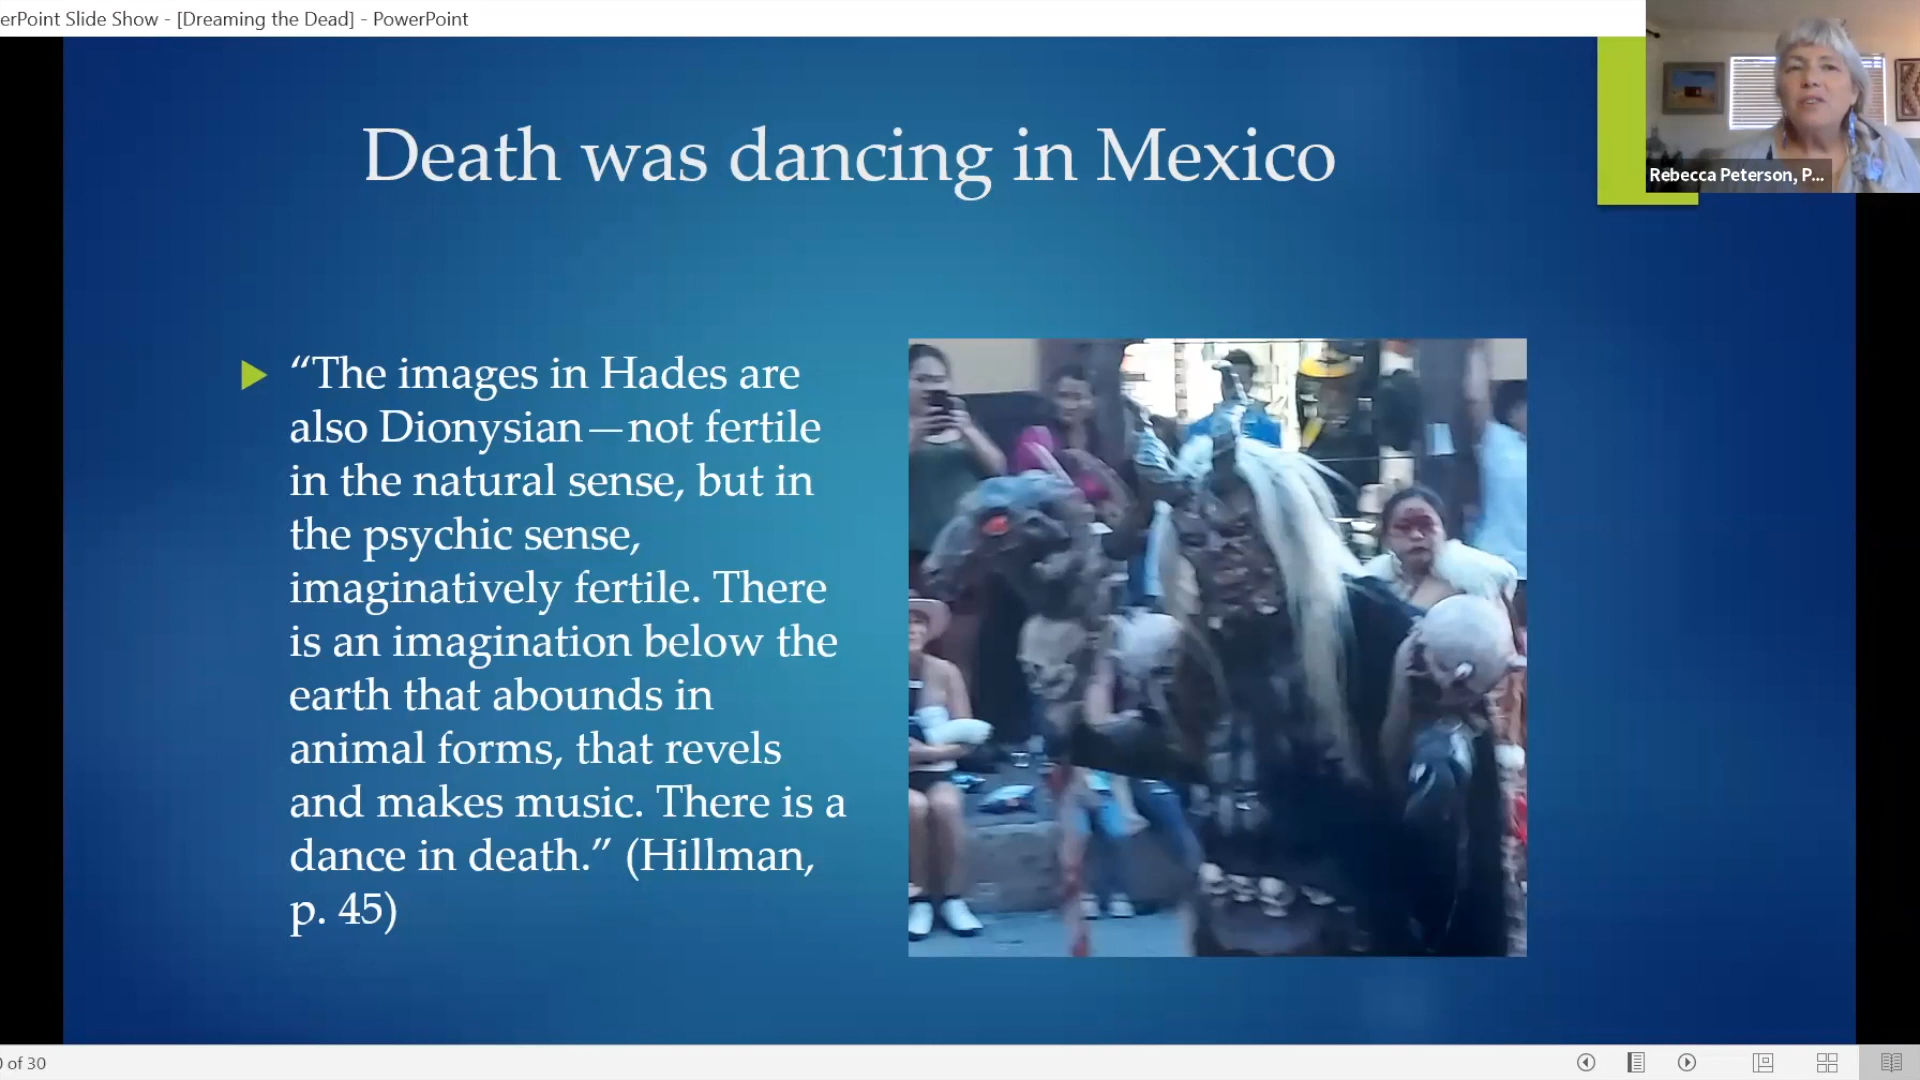 erPoint Slide Show - [Dreaming the Dead] - PowerPoint
Rebecca Peterson, P...
Death was dancing in Mexico
“The images in Hades are
also Dionysian—not fertile
in the natural sense, but in
the psychic sense,
imaginatively fertile. There
is an imagination below the
earth that abounds in
animal forms, that revels
and makes music. There is a
dance in death.” (Hillman,
p. 45)
of 30